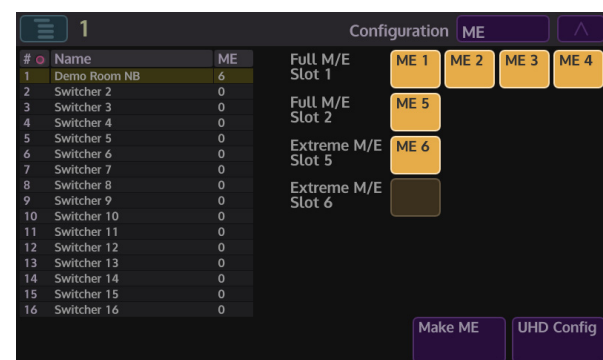 1
Configuration ME
# Name ME
1 Demo Room NB 6
2 Switcher 2 0
3 Switcher 3 0
4 Switcher 4 0
5 Switcher 5 0
6 Switcher 6 0
7 Switcher 7 0
8 Switcher 8 0
9 Switcher 9 0
10 Switcher 10 0
11 Switcher 11 0
12 Switcher 12 0
13 Switcher 13 0
14 Switcher 14 0
15 Switcher 15 0
16 Switcher 16 0
Full M/E
Slot 1
ME 1 ME 2 ME 3 ME 4
Full M/E
Slot 2
ME 5
Extreme M/E
Slot 5
ME 6
Extreme M/E
Slot 6
Make ME UHD Config